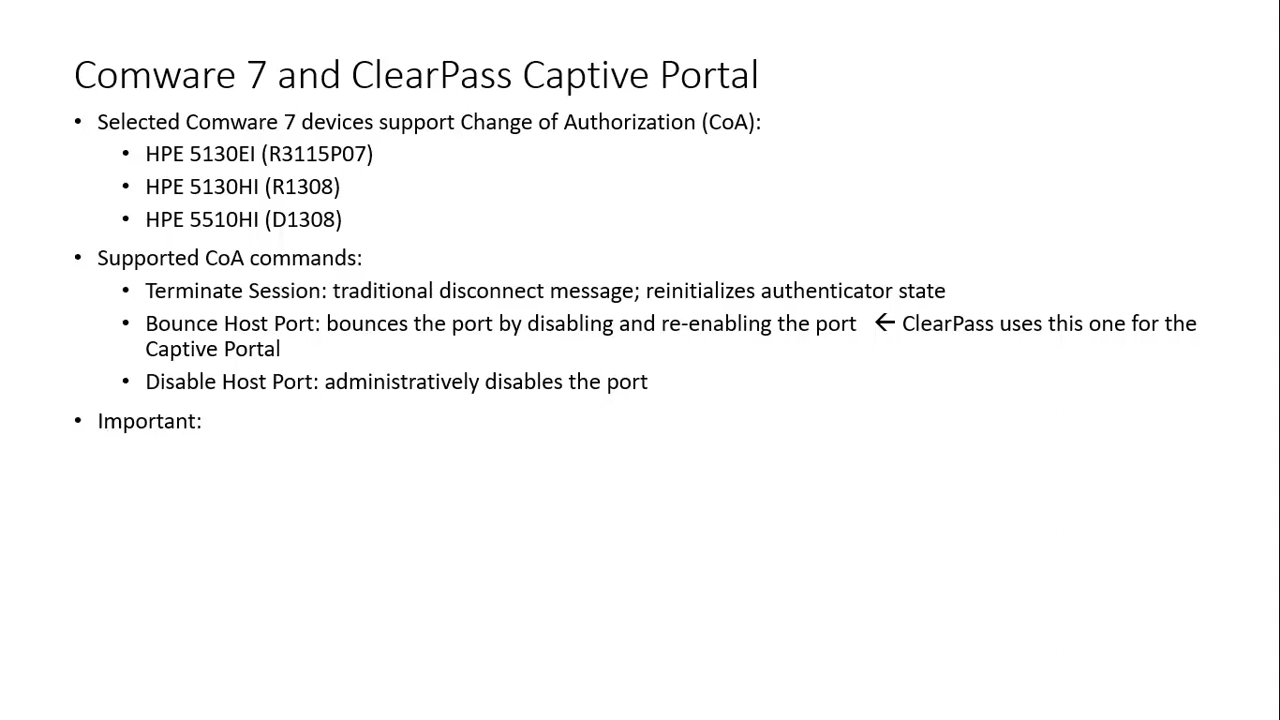 Comware 7 and ClearPass Captive Portal
• Selected Comware 7 devices support Change of Authorization (CoA):
• HPE 5130EI (R3115P07)
• HPE 5130HI (R1308)
• HPE 5510HI (D1308)
• Supported CoA commands:
• Terminate Session: traditional disconnect message; reinitializes authenticator state
• Bounce Host Port: bounces the port by disabling and re-enabling the port ← ClearPass uses this one for the
Captive Portal
• Disable Host Port: administratively disables the port
• Important: